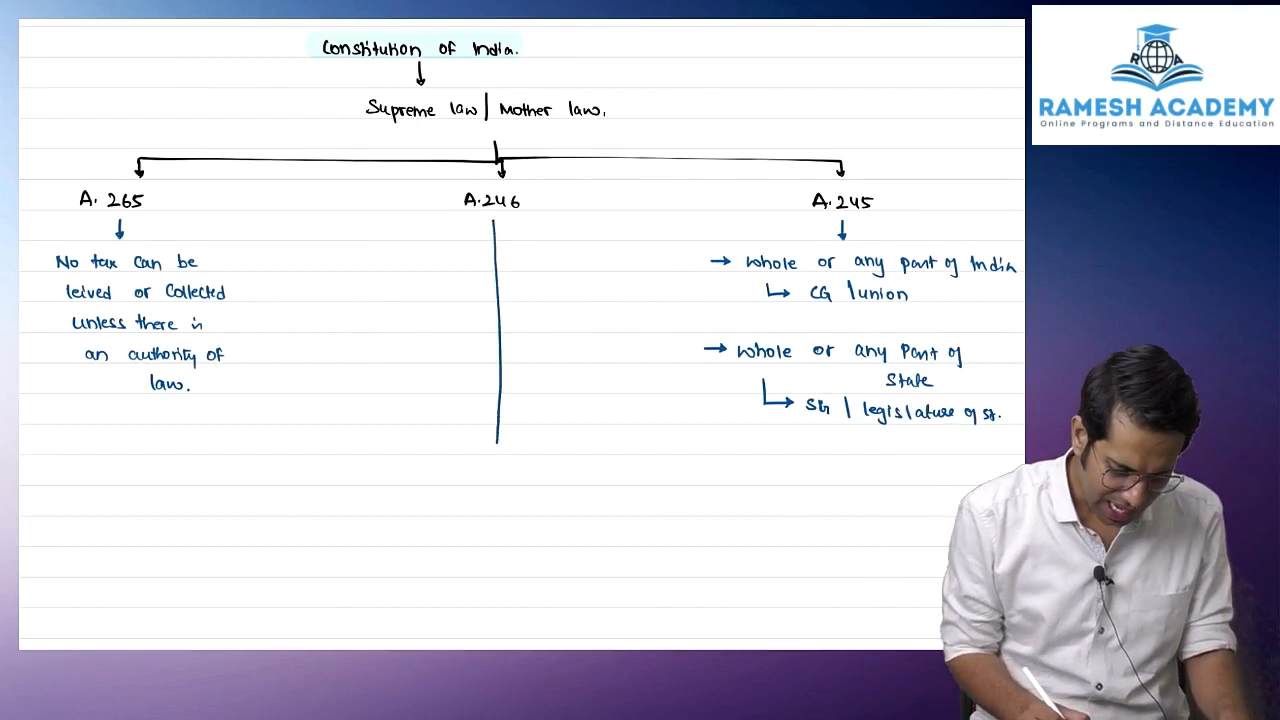 Constitution of India.
Supreme law | Mother law.
A. 265
No tax can be
leived or Collected
unless there is
an authority of
law.
A.246
A.245
→ whole or any part of India
↳ CG | union
→ whole or any part of
State
↳ SG | legislature of st.
R A
RAMESH ACADEMY
Online Programs and Distance Education